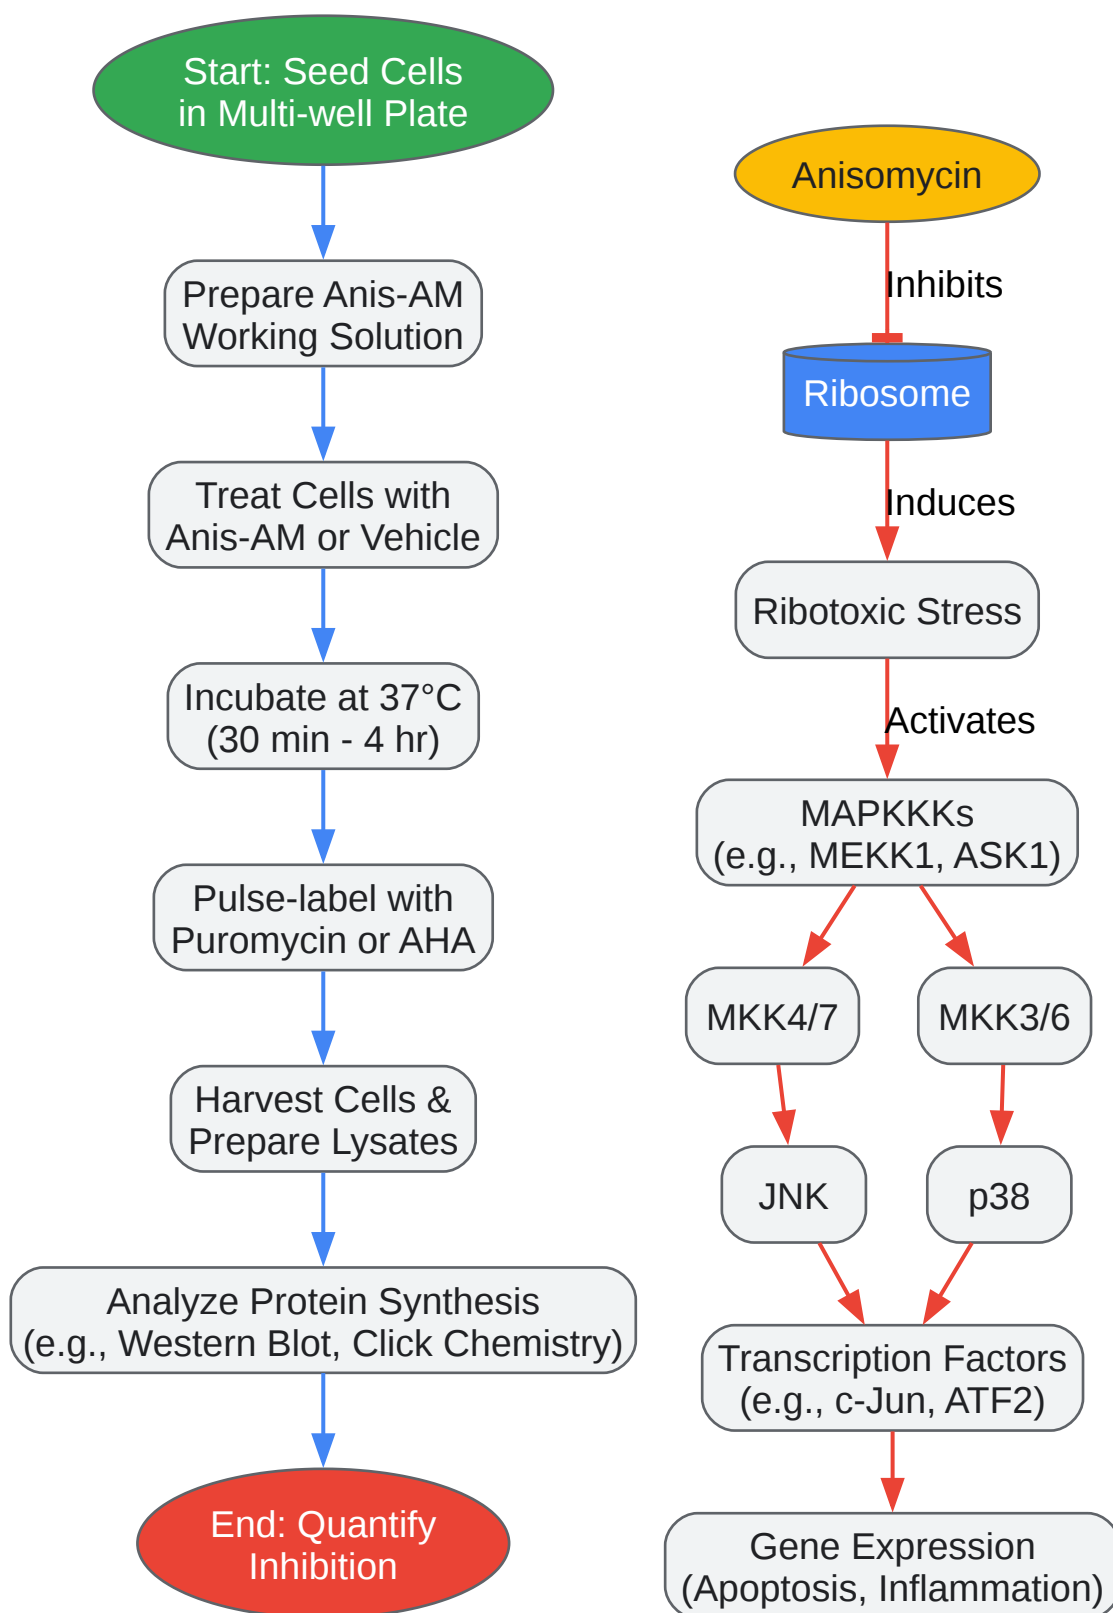 Start: Seed Cells
in Multi-well Plate
Prepare Anis-AM
Working Solution
Treat Cells with
Anis-AM or Vehicle
Incubate at 37°C
(30 min - 4 hr)
Pulse-label with
Puromycin or AHA
Harvest Cells &
Prepare Lysates
Analyze Protein Synthesis
(e.g., Western Blot, Click Chemistry)
End: Quantify
Inhibition
Anisomycin
Inhibits
Ribosome
Induces
Ribotoxic Stress
Activates
MAPKKKs
(e.g., MEKK1, ASK1)
MKK4/7
MKK3/6
JNK
p38
Transcription Factors
(e.g., c-Jun, ATF2)
Gene Expression
(Apoptosis, Inflammation)